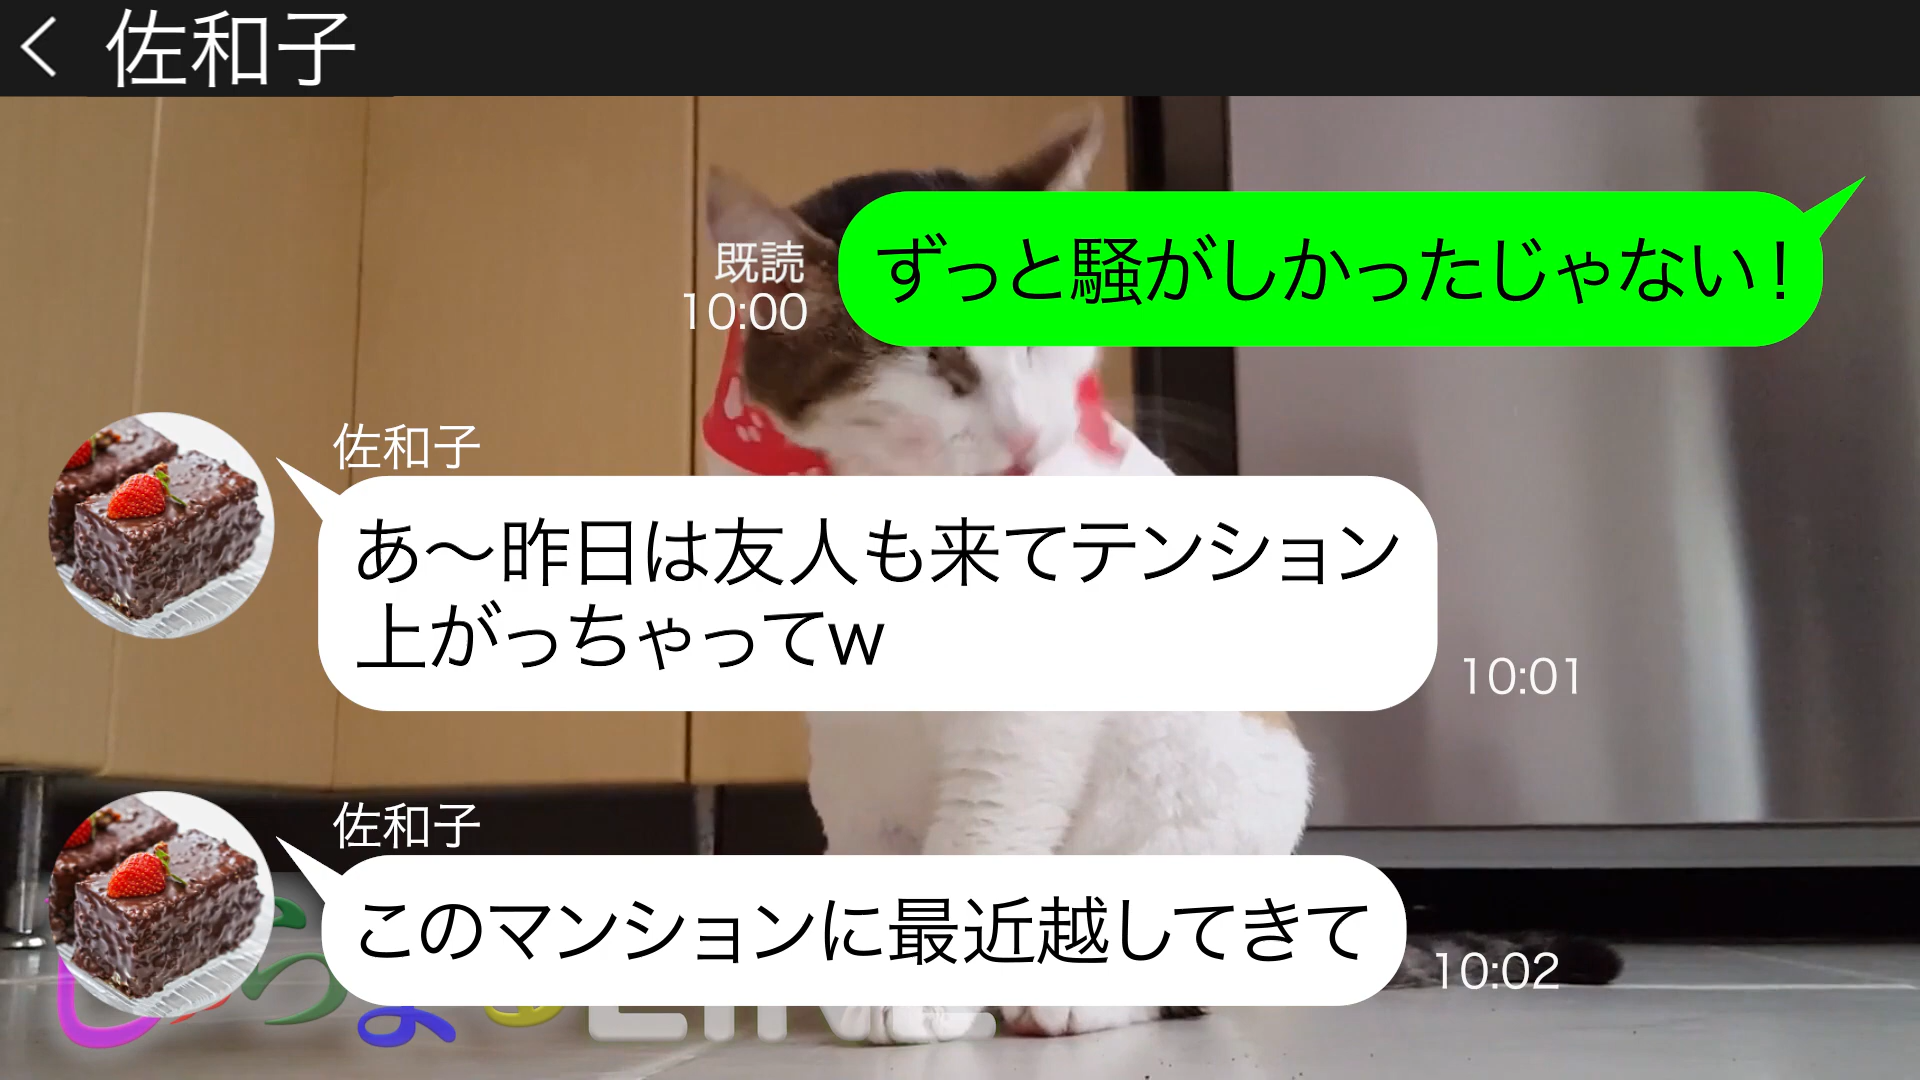 佐和子
ずっと騒がしかったじゃない!
既読
10:00
佐和子
あ〜昨日は友人も来てテンション
上がっちゃってw
10:01
佐和子
このマンションに最近越してきて
10:02